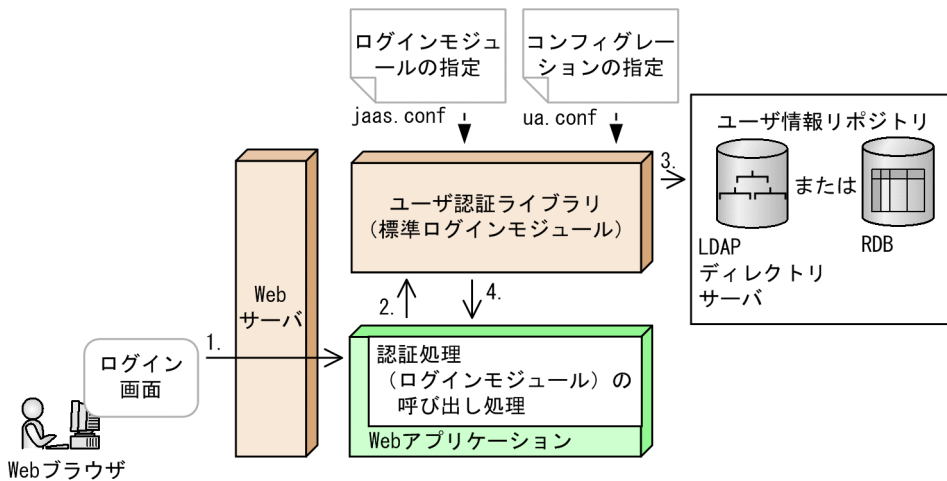 ログインモジュ
ールの指定
jaas.conf
コンフィグレー
ションの指定
ua.conf
ユーザ認証ライブラリ
（標準ログインモジュール）
3.
ユーザ情報リポジトリ
または
LDAP
ディレクトリ
サーバ
RDB
Web
サーバ
2.
4.
1.
ログイン
画面
Webブラウザ
認証処理
（ログインモジュール）の
呼び出し処理
Webアプリケーション